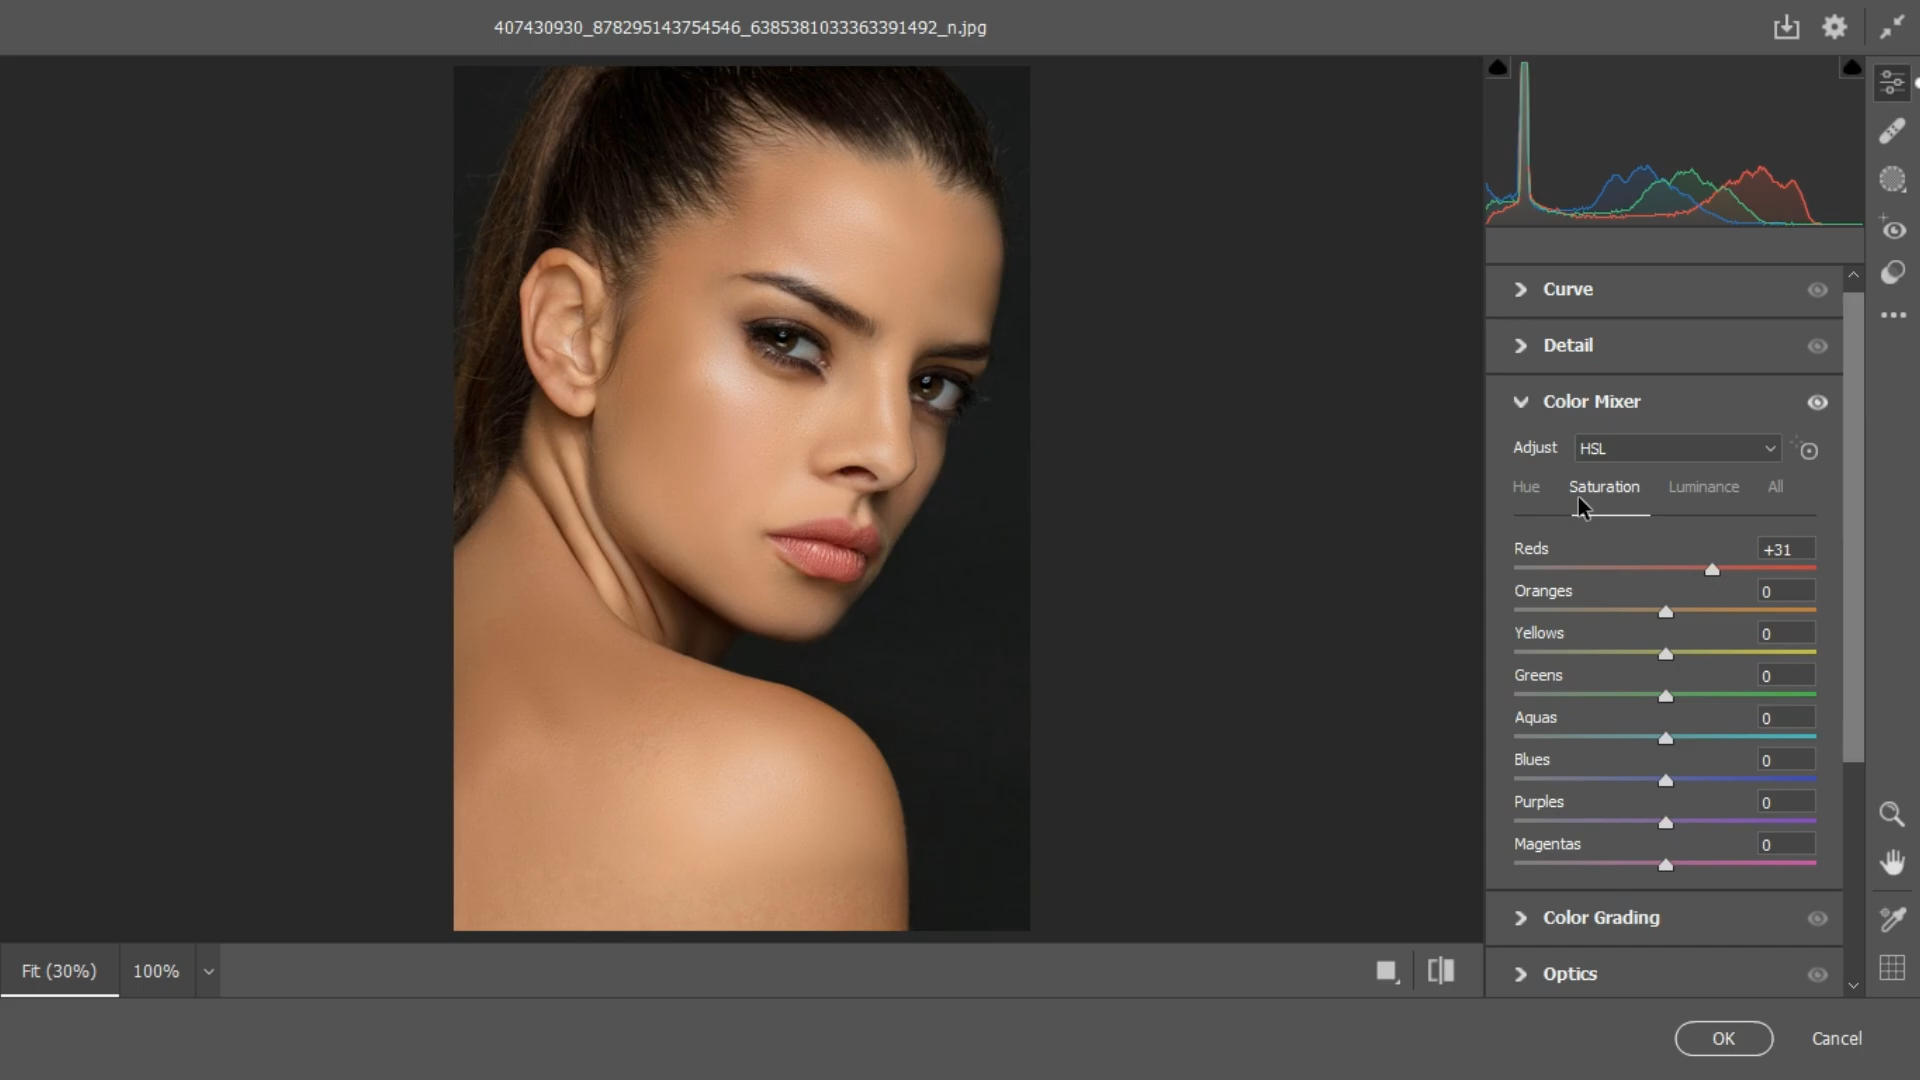 407430930_878295143754546_6385381033363391492_n.jpg
Curve
Detail
Color Mixer
Adjust HSL
Hue Saturation Luminance All
Reds +31
Oranges 0
Yellows 0
Greens 0
Aquas 0
Blues 0
Purples 0
Magentas 0
Color Grading
Optics
Fit (30%) 100%
OK Cancel